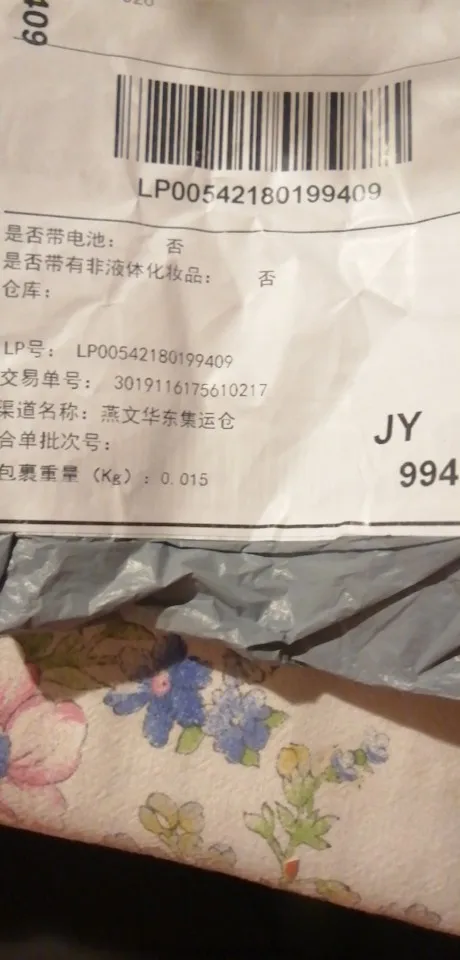 409
LP00542180199409
是否带电池： 否
是否带有非液体化妆品： 否
仓库：
LP号： LP00542180199409
交易单号： 3019116175610217
渠道名称：燕文华东集运仓
合单批次号：
包裹重量（Kg）：0.015
JY
994